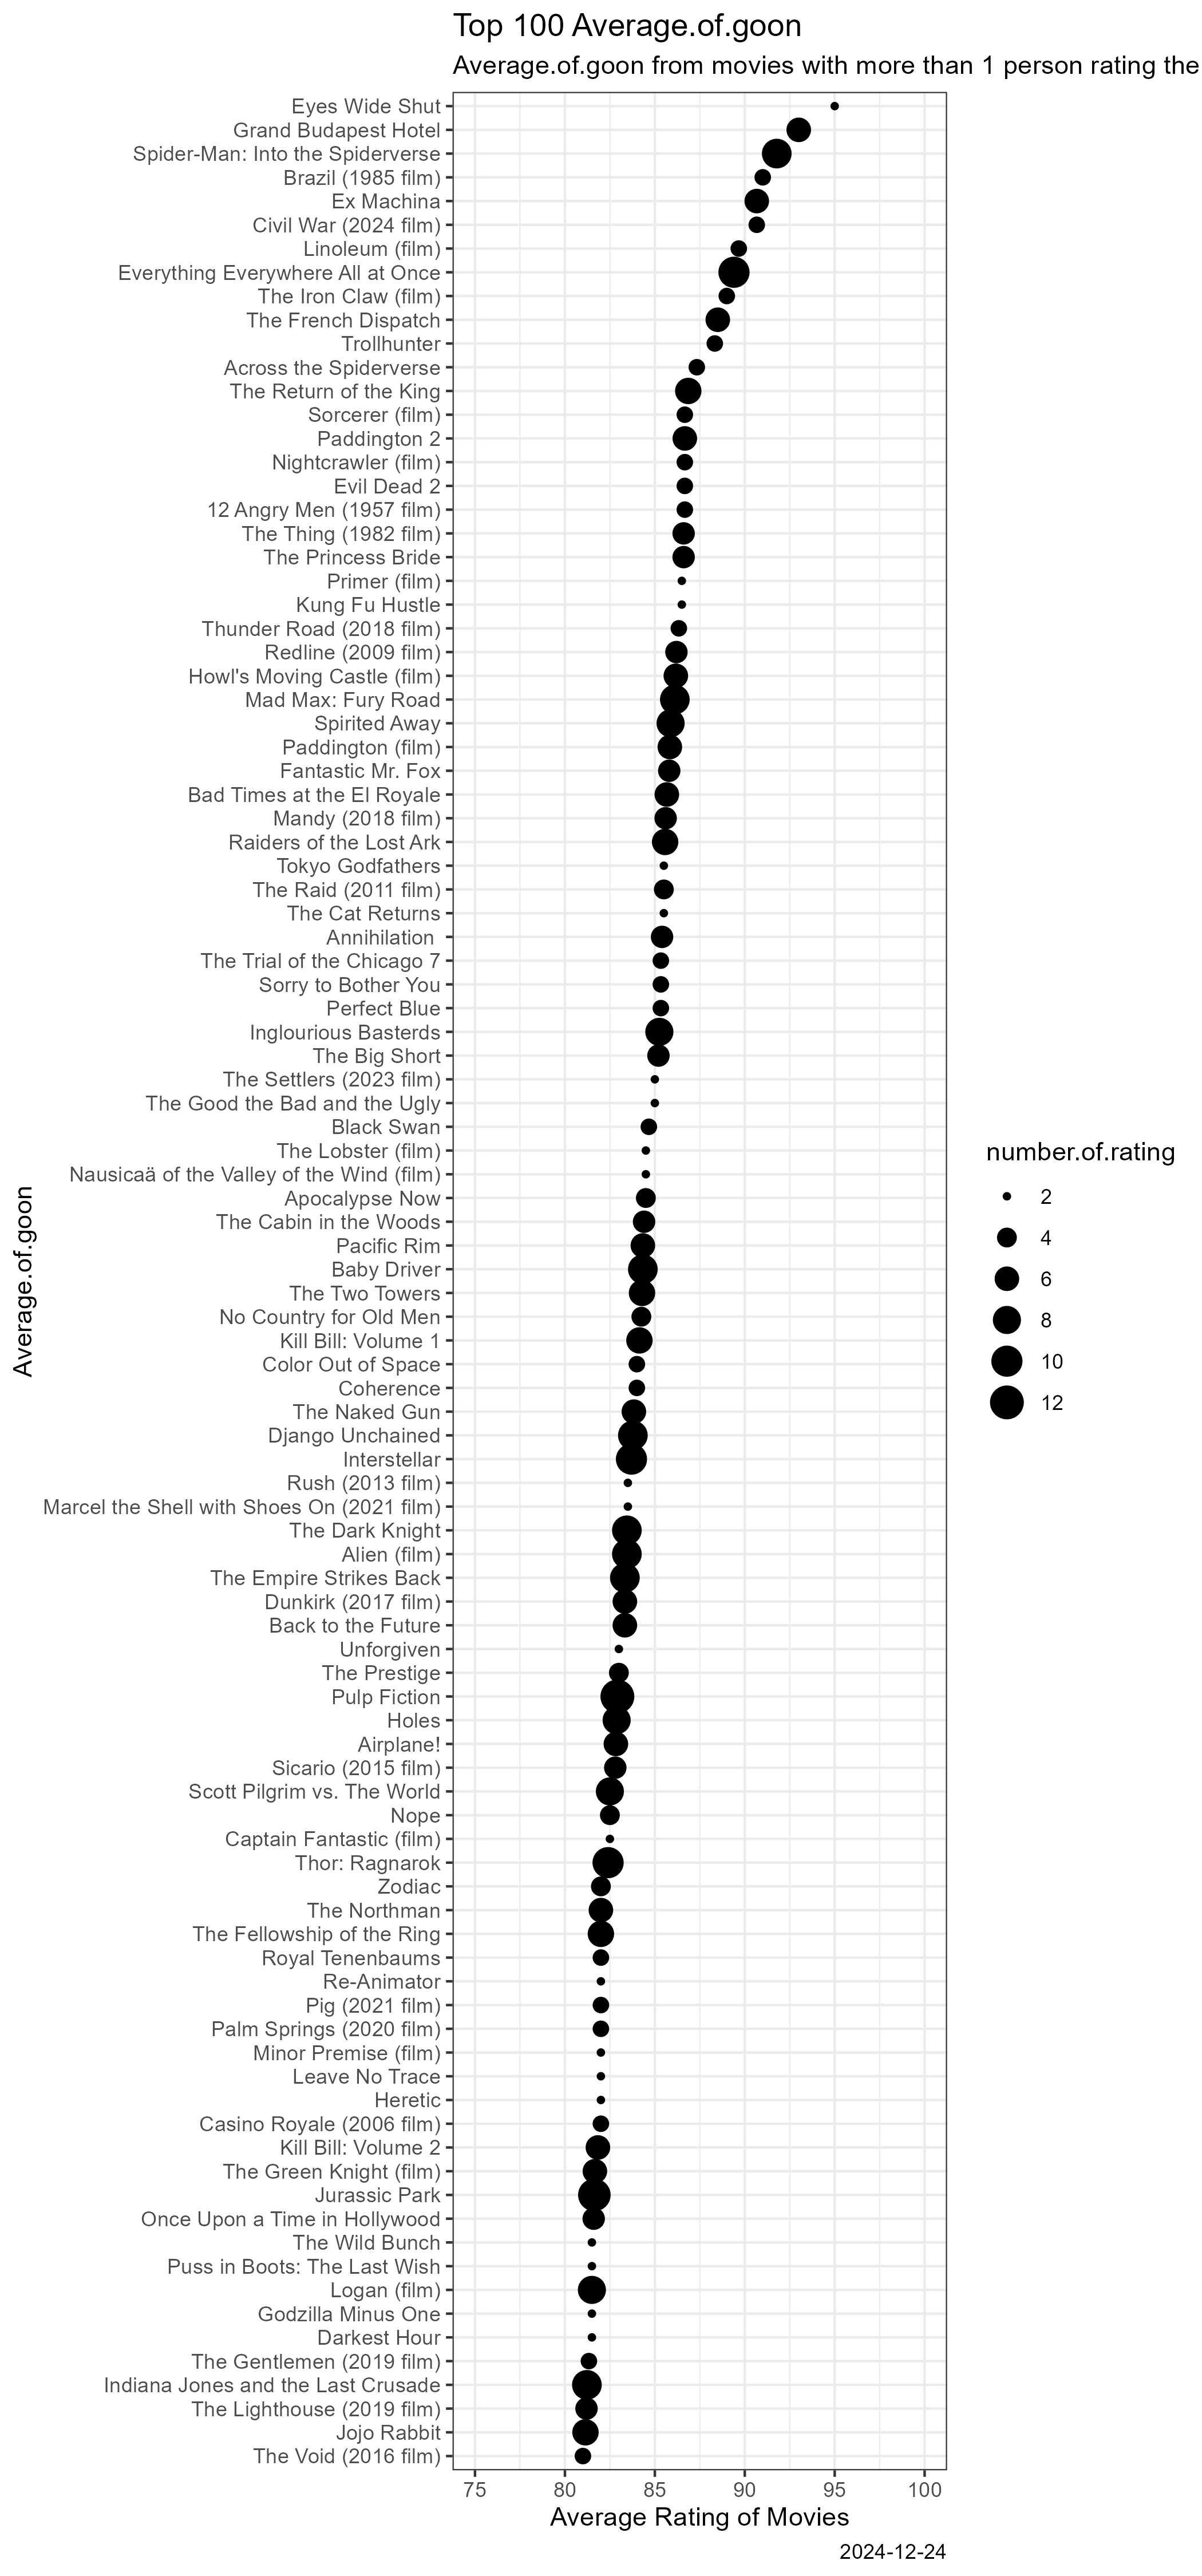 Top 100 Average.of.goon
Average.of.goon from movies with more than 1 person rating the
Eyes Wide Shut
Grand Budapest Hotel
Spider-Man: Into the Spiderverse
Brazil (1985 film)
Ex Machina
Civil War (2024 film)
Linoleum (film)
Everything Everywhere All at Once
The Iron Claw (film)
The French Dispatch
Trollhunter
Across the Spiderverse
The Return of the King
Sorcerer (film)
Paddington 2
Nightcrawler (film)
Evil Dead 2
12 Angry Men (1957 film)
The Thing (1982 film)
The Princess Bride
Primer (film)
Kung Fu Hustle
Thunder Road (2018 film)
Redline (2009 film)
Howl's Moving Castle (film)
Mad Max: Fury Road
Spirited Away
Paddington (film)
Fantastic Mr. Fox
Bad Times at the El Royale
Mandy (2018 film)
Raiders of the Lost Ark
Tokyo Godfathers
The Raid (2011 film)
The Cat Returns
Annihilation
The Trial of the Chicago 7
Sorry to Bother You
Perfect Blue
Inglourious Basterds
The Big Short
The Settlers (2023 film)
The Good the Bad and the Ugly
Black Swan
The Lobster (film)
Nausicaä of the Valley of the Wind (film)
Apocalypse Now
The Cabin in the Woods
Pacific Rim
Baby Driver
The Two Towers
No Country for Old Men
Kill Bill: Volume 1
Color Out of Space
Coherence
The Naked Gun
Django Unchained
Interstellar
Rush (2013 film)
Marcel the Shell with Shoes On (2021 film)
The Dark Knight
Alien (film)
The Empire Strikes Back
Dunkirk (2017 film)
Back to the Future
Unforgiven
The Prestige
Pulp Fiction
Holes
Airplane!
Sicario (2015 film)
Scott Pilgrim vs. The World
Nope
Captain Fantastic (film)
Thor: Ragnarok
Zodiac
The Northman
The Fellowship of the Ring
Royal Tenenbaums
Re-Animator
Pig (2021 film)
Palm Springs (2020 film)
Minor Premise (film)
Leave No Trace
Heretic
Casino Royale (2006 film)
Kill Bill: Volume 2
The Green Knight (film)
Jurassic Park
Once Upon a Time in Hollywood
The Wild Bunch
Puss in Boots: The Last Wish
Logan (film)
Godzilla Minus One
Darkest Hour
The Gentlemen (2019 film)
Indiana Jones and the Last Crusade
The Lighthouse (2019 film)
Jojo Rabbit
The Void (2016 film)
Average.of.goon
75 80 85 90 95 100
Average Rating of Movies
2024-12-24
number.of.rating
2
4
6
8
10
12